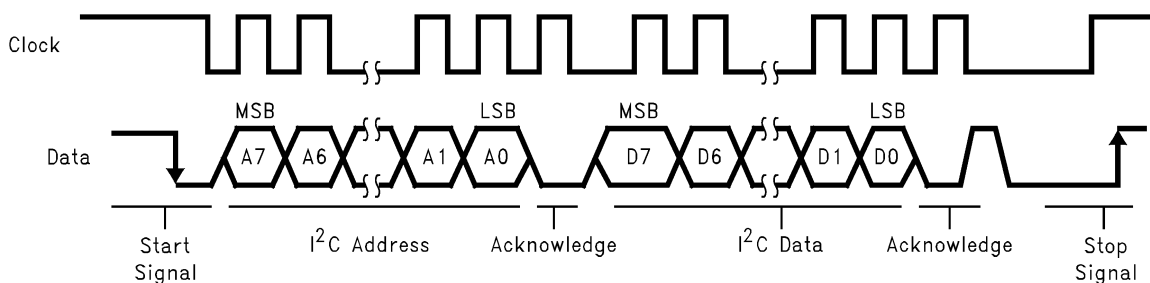 Clock
MSB LSB MSB LSB
Data A7 A6 A1 A0 D7 D6 D1 D0
Start Signal
I²C Address
Acknowledge
I²C Data
Acknowledge
Stop Signal